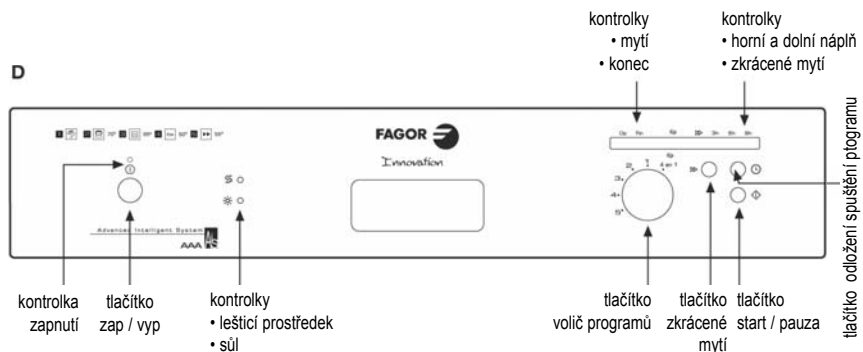 kontrolky
• mytí
• konec
kontrolky
• horní a dolní náplň
• zkrácené mytí
D
FAGOR
Innovation
Advanced Intelligent System
AAA
kontrolka
zapnutí
tlačítko
zap / vyp
kontrolky
• lešticí prostředek
• sůl
tlačítko
volič programů
tlačítko
zkrácené
mytí
tlačítko
start / pauza
tlačítko odložení spuštění ptogramu